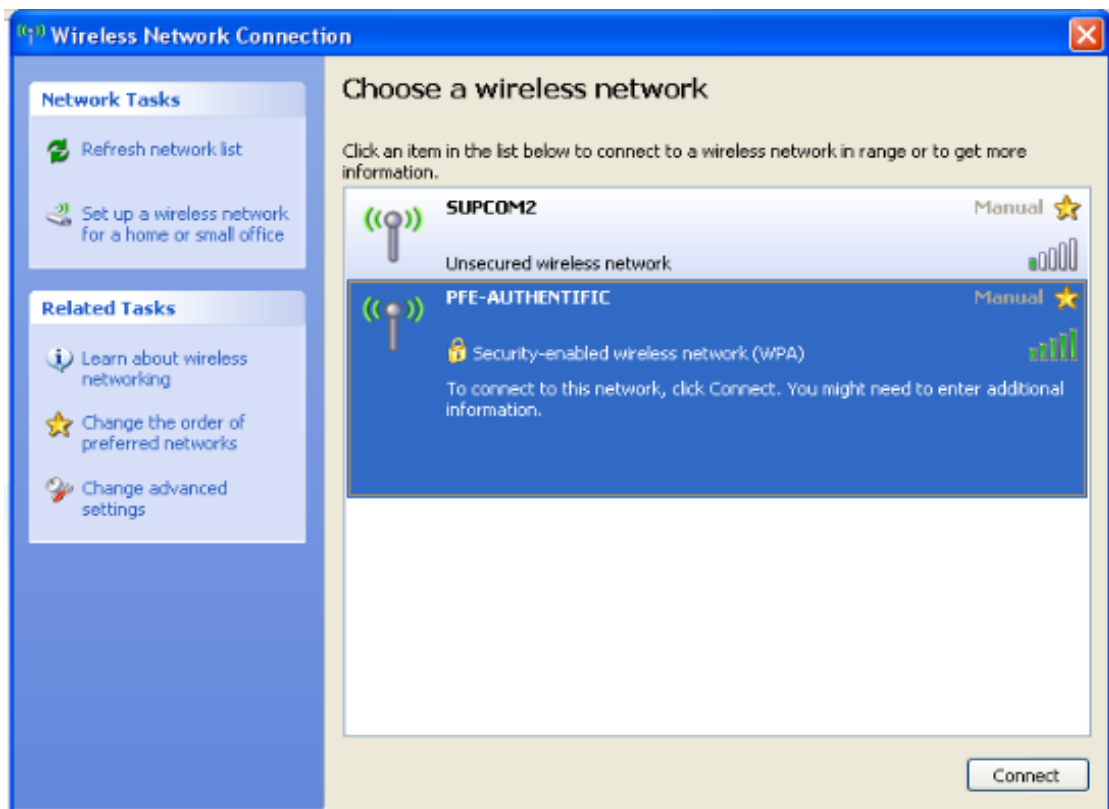 Wireless Network Connection
Network Tasks
Refresh network list
Set up a wireless network
for a home or small office
Related Tasks
Learn about wireless
networking
Change the order of
preferred networks
Change advanced
settings
Choose a wireless network
Click an item in the list below to connect to a wireless network in range or to get more
information.
SUPCOM2 Manual
Unsecured wireless network
PFE-AUTHENTIFIC Manual
Security-enabled wireless network (WPA)
To connect to this network, click Connect. You might need to enter additional
information.
Connect